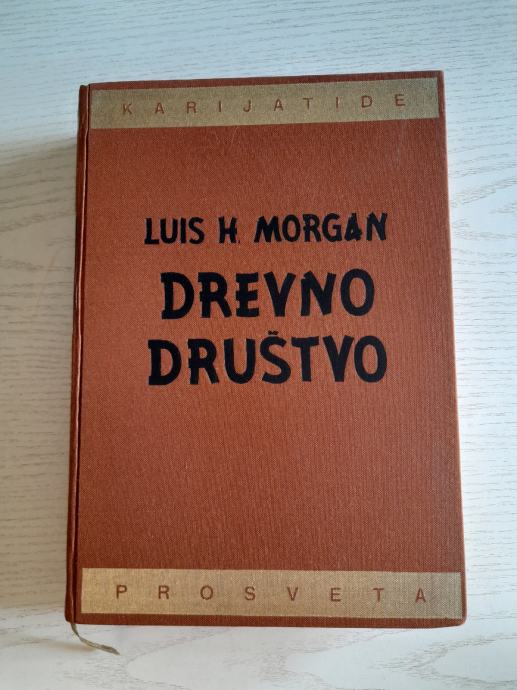 KARIJATIDE
LUIS H. MORGAN
DREVNO
DRUŠTVO
PROSVETA